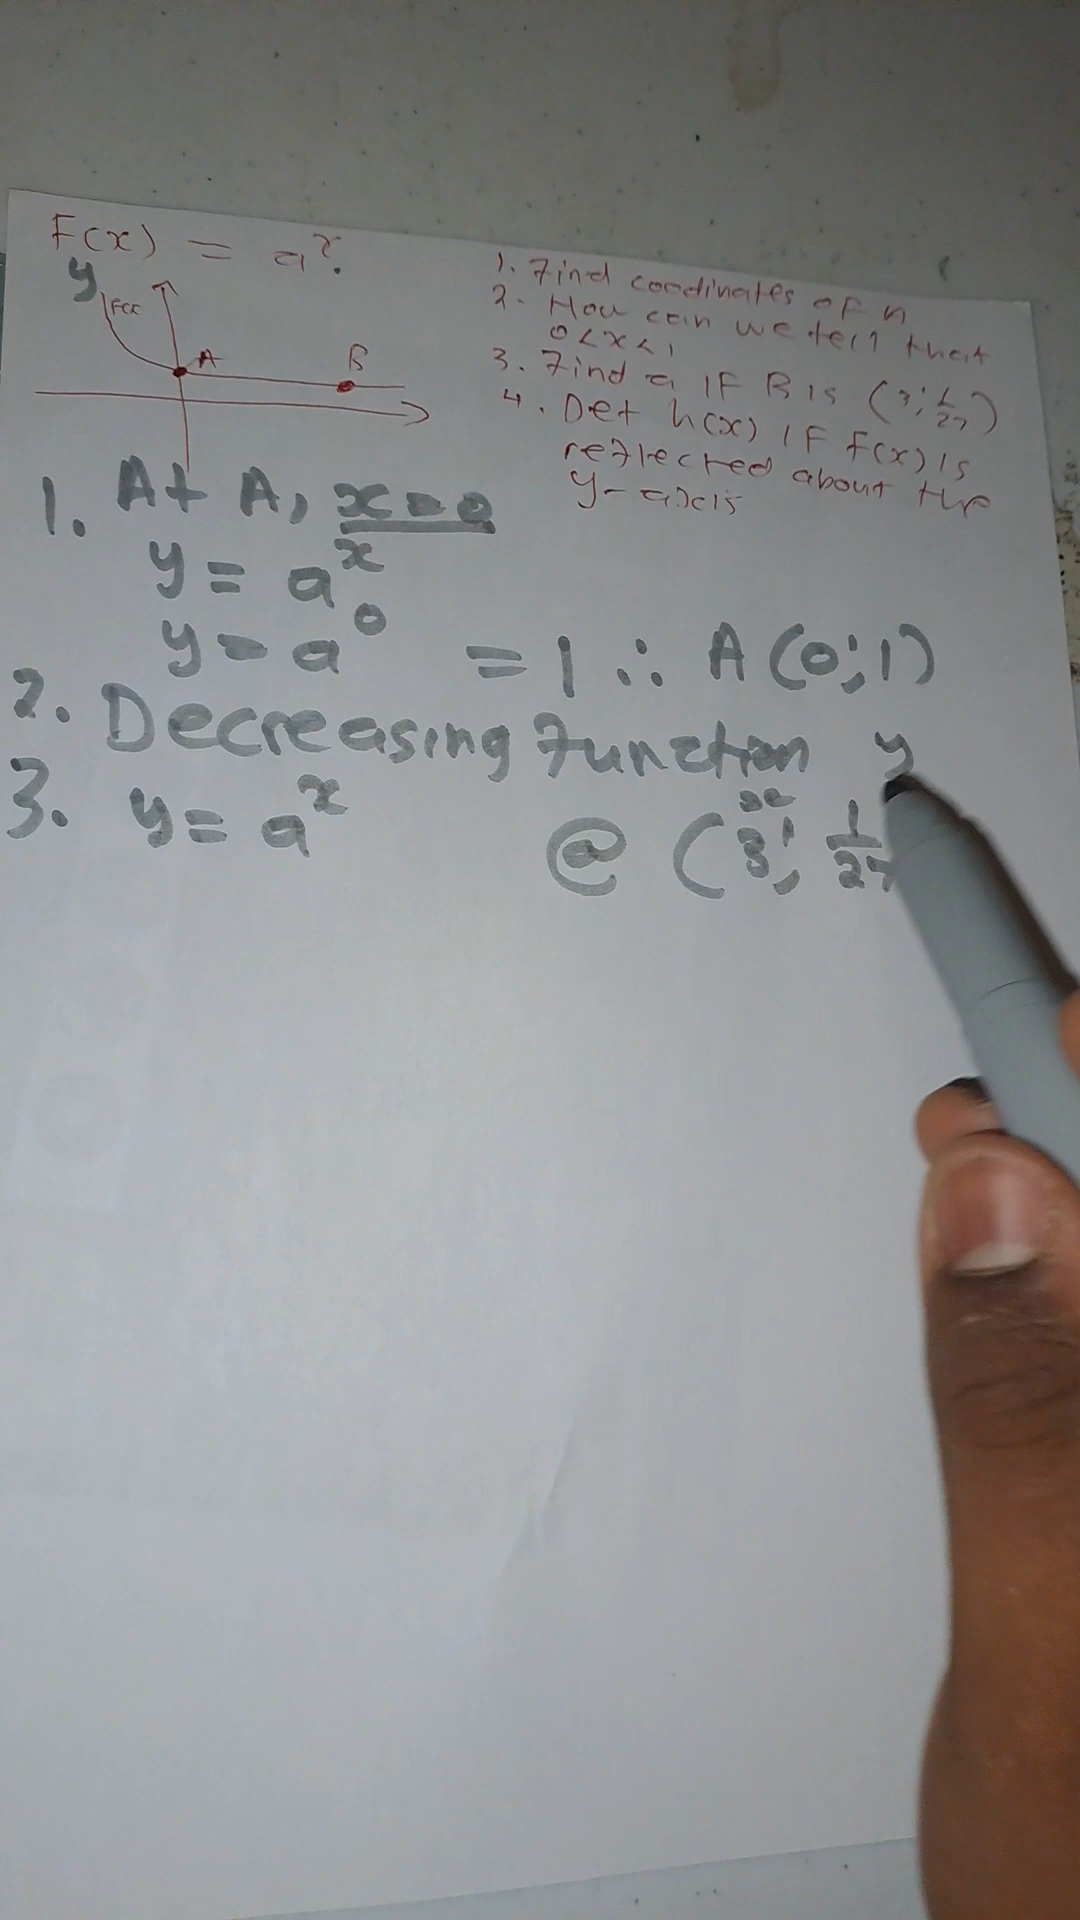 F(x) = a^x.
y
A
B
1. Find coodinates of A
2. How can we tell that
0 < x < 1
3. Find a IF B is (3; 1/27)
4. Det h(x) IF F(x) is
reflected about the
y-axis
1. At A, x=0
y = a^x
y = a^0 = 1 ∴ A(0;1)
2. Decreasing Function
3. y = a^x @ (3; 1/27
x y